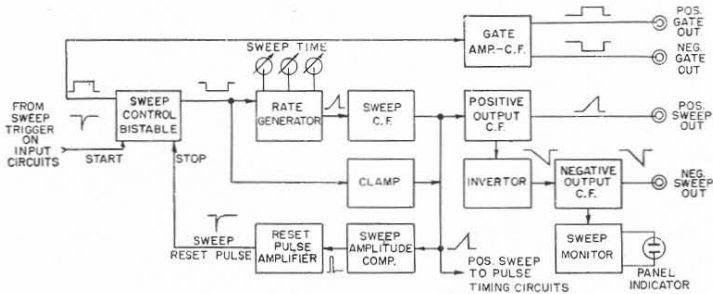 POS.
GATE
OUT
NEG.
GATE
OUT
GATE
AMP.-C.F.
SWEEP TIME
FROM
SWEEP
TRIGGER
ON
INPUT
CIRCUITS
SWEEP
CONTROL
BISTABLE
START
STOP
RATE
GENERATOR
SWEEP
C.F.
POSITIVE
OUTPUT
C.F.
POS.
SWEEP
OUT
CLAMP
INVERTOR
NEGATIVE
OUTPUT
C.F.
NEG.
SWEEP
OUT
SWEEP
RESET PULSE
RESET
PULSE
AMPLIFIER
SWEEP
AMPLITUDE
COMP.
POS. SWEEP
TO PULSE
TIMING CIRCUITS
SWEEP
MONITOR
PANEL
INDICATOR